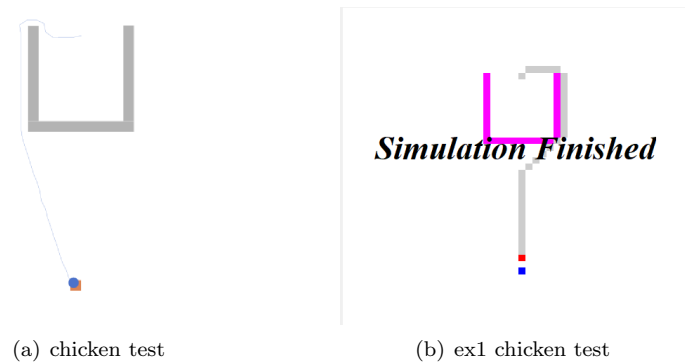 Simulation Finished
(a) chicken test
(b) ex1 chicken test